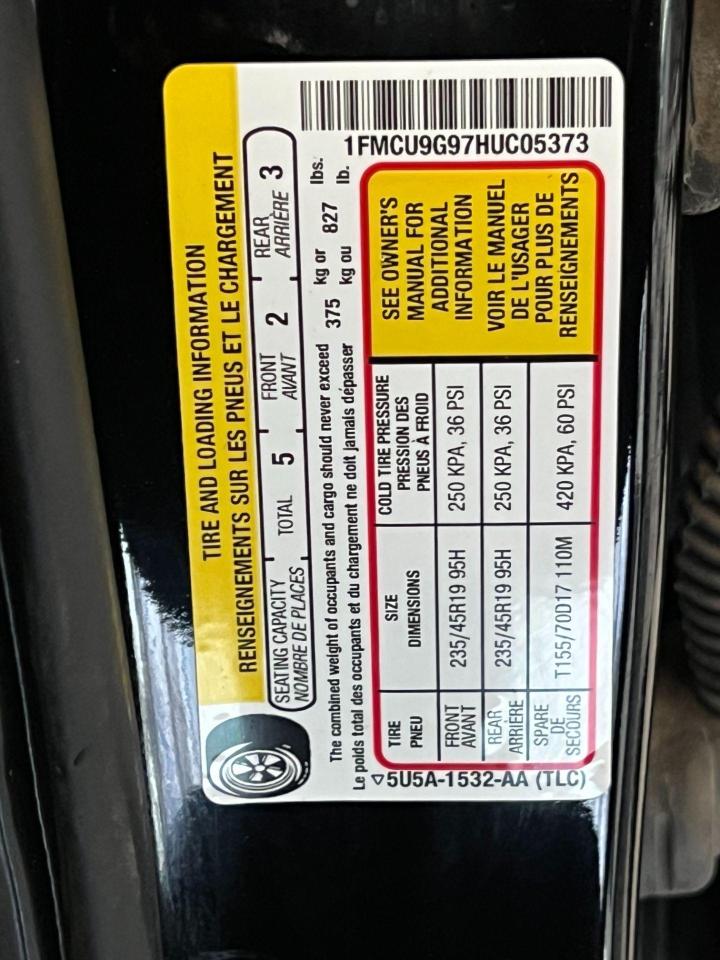 TIRE AND LOADING INFORMATION
RENSEIGNEMENTS SUR LES PNEUS ET LE CHARGEMENT
SEATING CAPACITY TOTAL 5 FRONT 2 REAR 3
NOMBRE DE PLACES AVANT ARRIÈRE
The combined weight of occupants and cargo should never exceed 375 kg or 827 lbs.
Le poids total des occupants et du chargement ne doit jamais dépasser kg ou lb.
1FMCU9G97HUC05373
TIRE
PNEU
SIZE
DIMENSIONS
COLD TIRE PRESSURE
PRESSION DES
PNEUS À FROID
FRONT
AVANT
235/45R19 95H
250 KPA, 36 PSI
REAR
ARRIÈRE
235/45R19 95H
250 KPA, 36 PSI
SPARE
DE
SECOURS
T155/70D17 110M
420 KPA, 60 PSI
SEE OWNER'S
MANUAL FOR
ADDITIONAL
INFORMATION
VOIR LE MANUEL
DE L'USAGER
POUR PLUS DE
RENSEIGNEMENTS
5U5A-1532-AA (TLC)